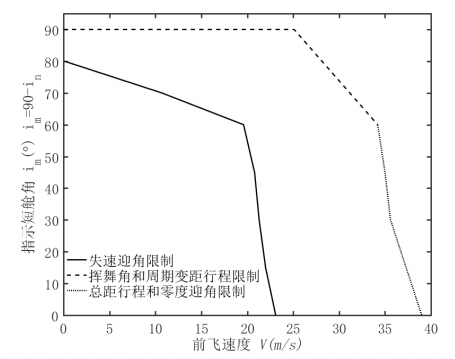 指示短舱角 i_m(°) i_m=90-i_n
90
80
70
60
50
40
30
20
10
0
失速迎角限制
挥舞角和周期变距行程限制
总距行程和零度迎角限制
0 5 10 15 20 25 30 35 40
前飞速度 V(m/s)